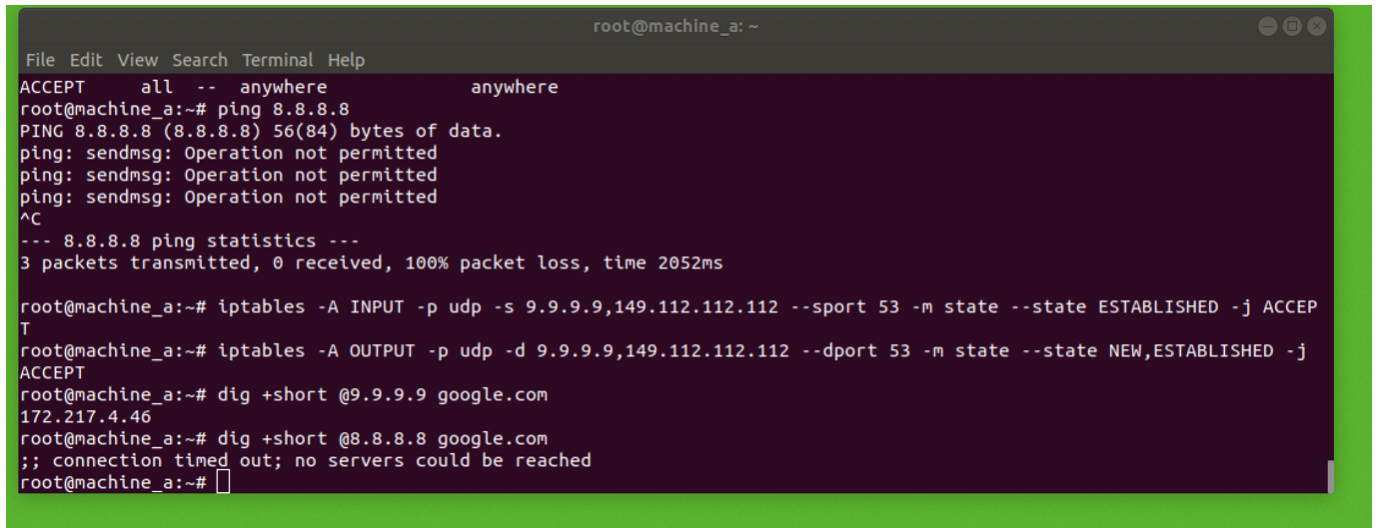 root@machine_a: ~
File Edit View Search Terminal Help
ACCEPT     all  --  anywhere             anywhere
root@machine_a:~# ping 8.8.8.8
PING 8.8.8.8 (8.8.8.8) 56(84) bytes of data.
ping: sendmsg: Operation not permitted
ping: sendmsg: Operation not permitted
ping: sendmsg: Operation not permitted
^C
--- 8.8.8.8 ping statistics ---
3 packets transmitted, 0 received, 100% packet loss, time 2052ms
root@machine_a:~# iptables -A INPUT -p udp -s 9.9.9.9,149.112.112.112 --sport 53 -m state --state ESTABLISHED -j ACCEP
T
root@machine_a:~# iptables -A OUTPUT -p udp -d 9.9.9.9,149.112.112.112 --dport 53 -m state --state NEW,ESTABLISHED -j
ACCEPT
root@machine_a:~# dig +short @9.9.9.9 google.com
172.217.4.46
root@machine_a:~# dig +short @8.8.8.8 google.com
;; connection timed out; no servers could be reached
root@machine_a:~#